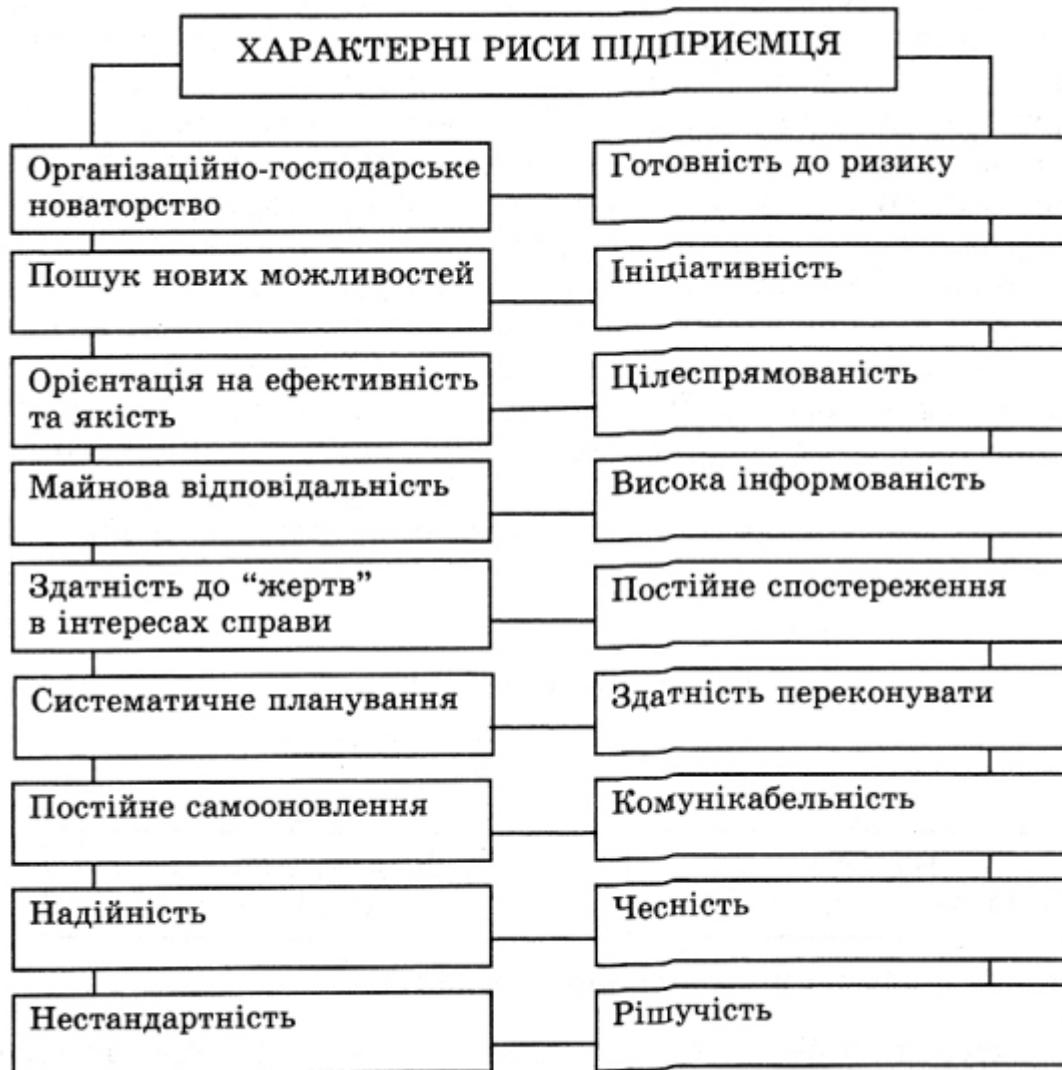 ХАРАКТЕРНІ РИСИ ПІДПРИЄМЦЯ
Організаційно-господарське
новаторство
Готовність до ризику
Пошук нових можливостей
Ініціативність
Орієнтація на ефективність
та якість
Цілеспрямованість
Майнова відповідальність
Висока інформованість
Здатність до “жертв”
в інтересах справи
Постійне спостереження
Систематичне планування
Здатність переконувати
Постійне самооновлення
Комунікабельність
Надійність
Чесність
Нестандартність
Рішучість